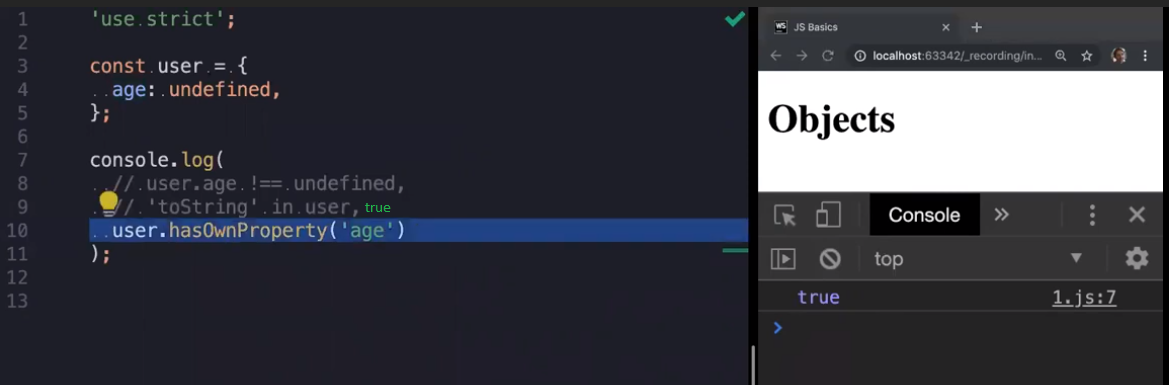 1 'use strict';
2
3 const user = {
4 age: undefined,
5 };
6
7 console.log(
8 // user.age !== undefined,
9 // 'toString' in user, true
10 user.hasOwnProperty('age')
11 );
12
13
WS JS Basics × +
localhost:63342/_recording/in...
Objects
Console »
top
true 1.js:7